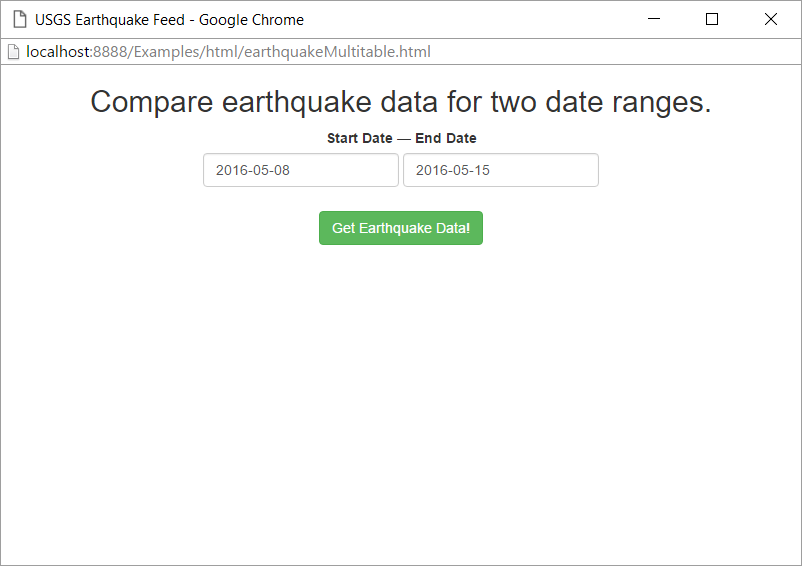 USGS Earthquake Feed - Google Chrome
localhost:8888/Examples/html/earthquakeMultitable.html
Compare earthquake data for two date ranges.
Start Date — End Date
2016-05-08 2016-05-15
Get Earthquake Data!